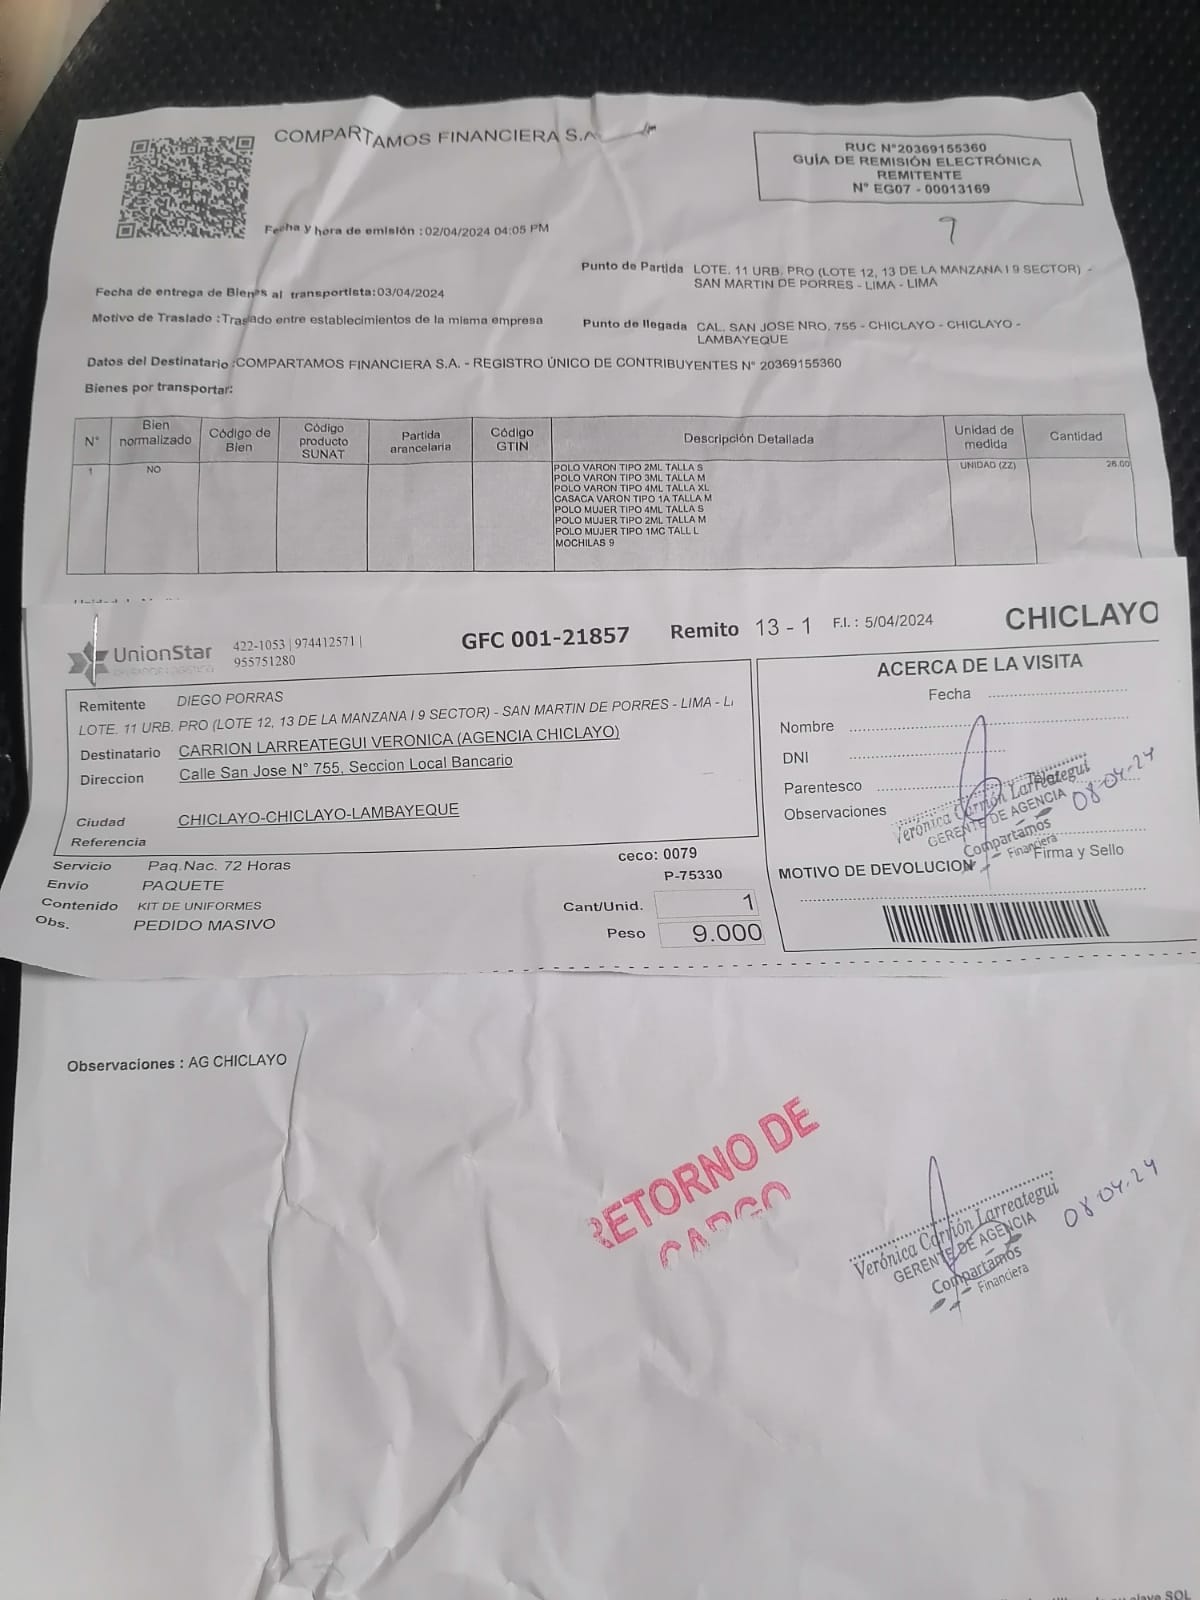 COMPARTAMOS FINANCIERA S.A.
RUC N°20369155360
GUÍA DE REMISIÓN ELECTRÓNICA
REMITENTE
N° EG07 - 00013169
7
Fecha y hora de emisión :02/04/2024 04:05 PM
Punto de Partida LOTE. 11 URB. PRO (LOTE 12, 13 DE LA MANZANA I 9 SECTOR) -
SAN MARTIN DE PORRES - LIMA - LIMA
Fecha de entrega de Bienes al transportista:03/04/2024
Motivo de Traslado :Traslado entre establecimientos de la misma empresa
Punto de llegada CAL. SAN JOSE NRO. 755 - CHICLAYO - CHICLAYO -
LAMBAYEQUE
Datos del Destinatario :COMPARTAMOS FINANCIERA S.A. - REGISTRO ÚNICO DE CONTRIBUYENTES N° 20369155360
Bienes por transportar:
N° Bien normalizado Código de Bien Código producto SUNAT Partida arancelaria Código GTIN Descripción Detallada Unidad de medida Cantidad
1 NO POLO VARON TIPO 2ML TALLA S UNIDAD (ZZ) 26.00
POLO VARON TIPO 3ML TALLA M
POLO VARON TIPO 4ML TALLA XL
CASACA VARON TIPO 1A TALLA M
POLO MUJER TIPO 4ML TALLA S
POLO MUJER TIPO 2ML TALLA M
POLO MUJER TIPO 1MC TALL L
MOCHILAS 9
UnionStar
422-1053 | 974412571 |
955751280
GFC 001-21857
Remito 13 - 1
F.I. : 5/04/2024
CHICLAYO
Remitente DIEGO PORRAS
LOTE. 11 URB. PRO (LOTE 12, 13 DE LA MANZANA I 9 SECTOR) - SAN MARTIN DE PORRES - LIMA - LI
Destinatario CARRION LARREATEGUI VERONICA (AGENCIA CHICLAYO)
Direccion Calle San Jose N° 755, Seccion Local Bancario
Ciudad CHICLAYO-CHICLAYO-LAMBAYEQUE
Referencia
Servicio Paq.Nac. 72 Horas
Envio PAQUETE
Contenido KIT DE UNIFORMES
Obs. PEDIDO MASIVO
ceco: 0079
P-75330
Cant/Unid. 1
Peso 9.000
ACERCA DE LA VISITA
Fecha
Nombre
DNI
Parentesco
Observaciones
Verónica Carrión Larreategui
GERENTE DE AGENCIA
Compartamos
Financiera
08-04-24
Firma y Sello
MOTIVO DE DEVOLUCION
Observaciones : AG CHICLAYO
RETORNO DE
CARGO
Verónica Carrión Larreategui
GERENTE DE AGENCIA
Compartamos
Financiera
08-04-24